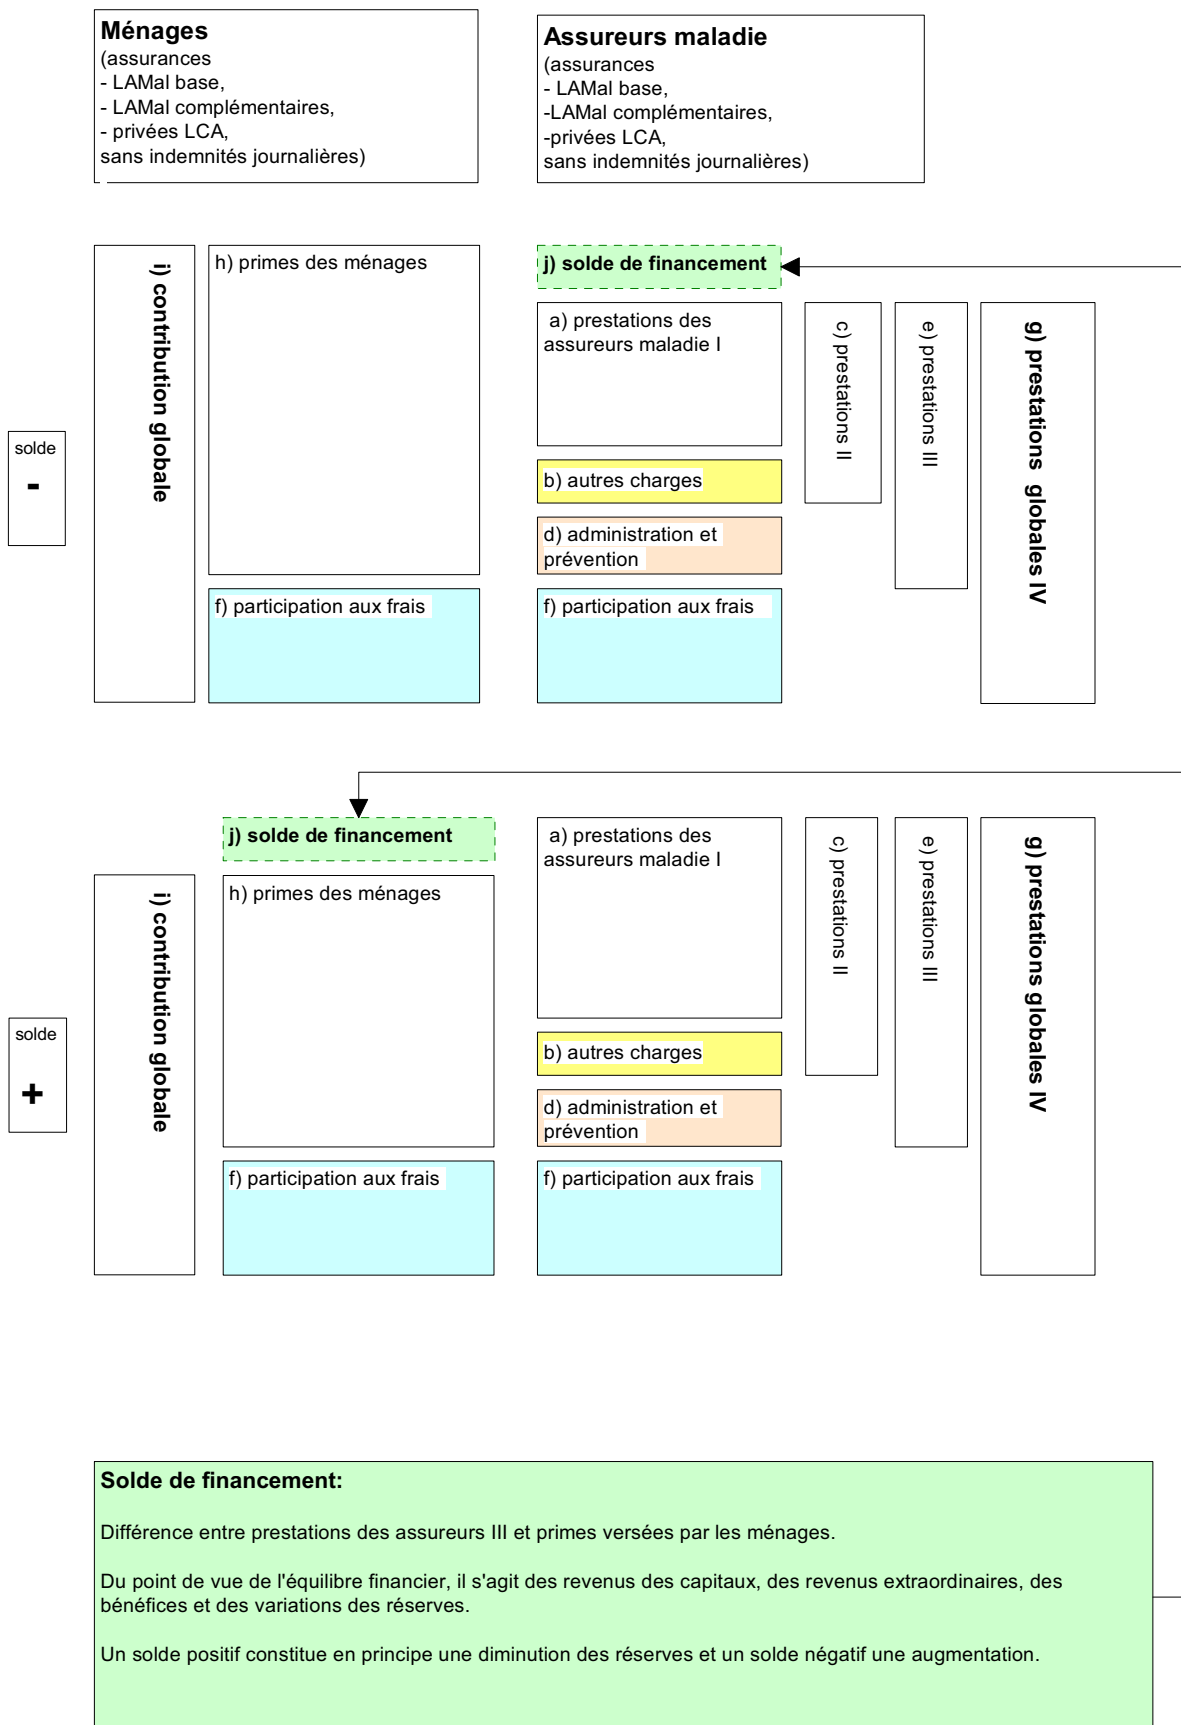 Ménages
(assurances
- LAMal base,
- LAMal complémentaires,
- privées LCA,
sans indemnités journalières)
Assureurs maladie
(assurances
- LAMal base,
-LAMal complémentaires,
-privées LCA,
sans indemnités journalières)
solde
-
i) contribution globale
h) primes des ménages
f) participation aux frais
j) solde de financement
a) prestations des
assureurs maladie I
b) autres charges
d) administration et
prévention
f) participation aux frais
c) prestations II
e) prestations III
g) prestations globales IV
solde
+
i) contribution globale
j) solde de financement
h) primes des ménages
f) participation aux frais
a) prestations des
assureurs maladie I
b) autres charges
d) administration et
prévention
f) participation aux frais
c) prestations II
e) prestations III
g) prestations globales IV
Solde de financement:
Différence entre prestations des assureurs III et primes versées par les ménages.
Du point de vue de l'équilibre financier, il s'agit des revenus des capitaux, des revenus extraordinaires, des
bénéfices et des variations des réserves.
Un solde positif constitue en principe une diminution des réserves et un solde négatif une augmentation.